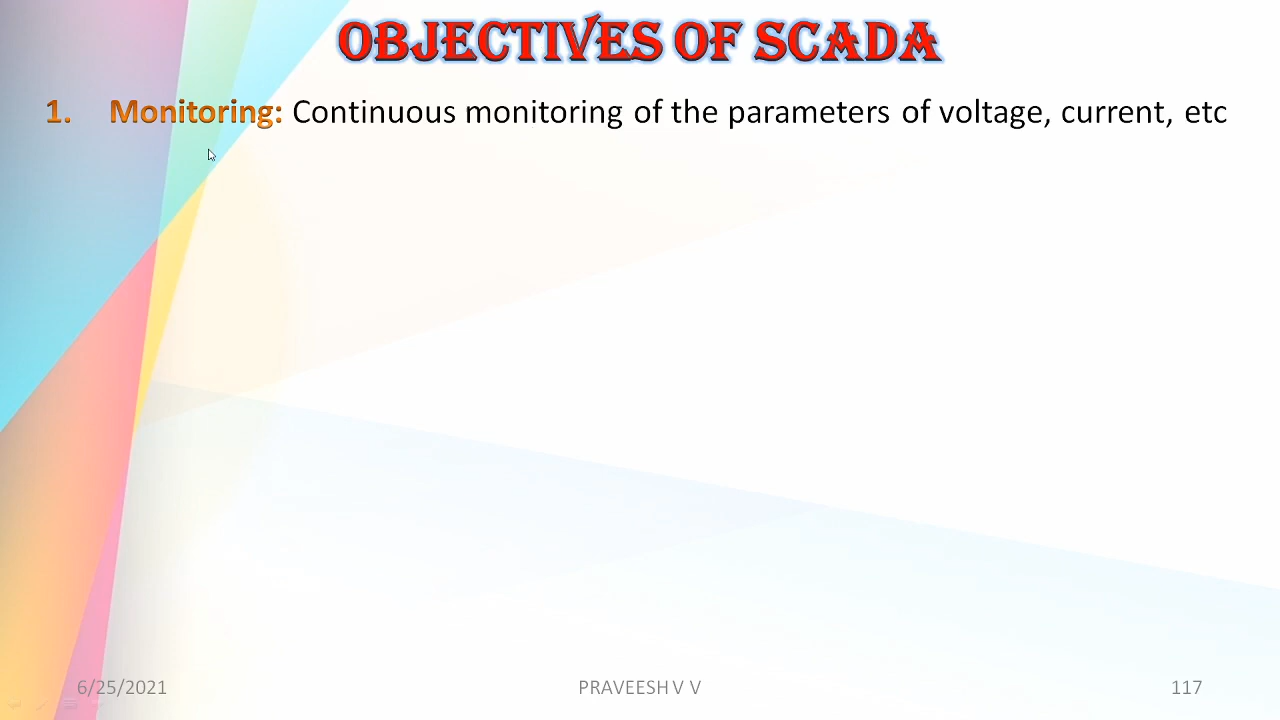 OBJECTIVES OF SCADA
1. Monitoring: Continuous monitoring of the parameters of voltage, current, etc
6/25/2021
PRAVEESH V V
117